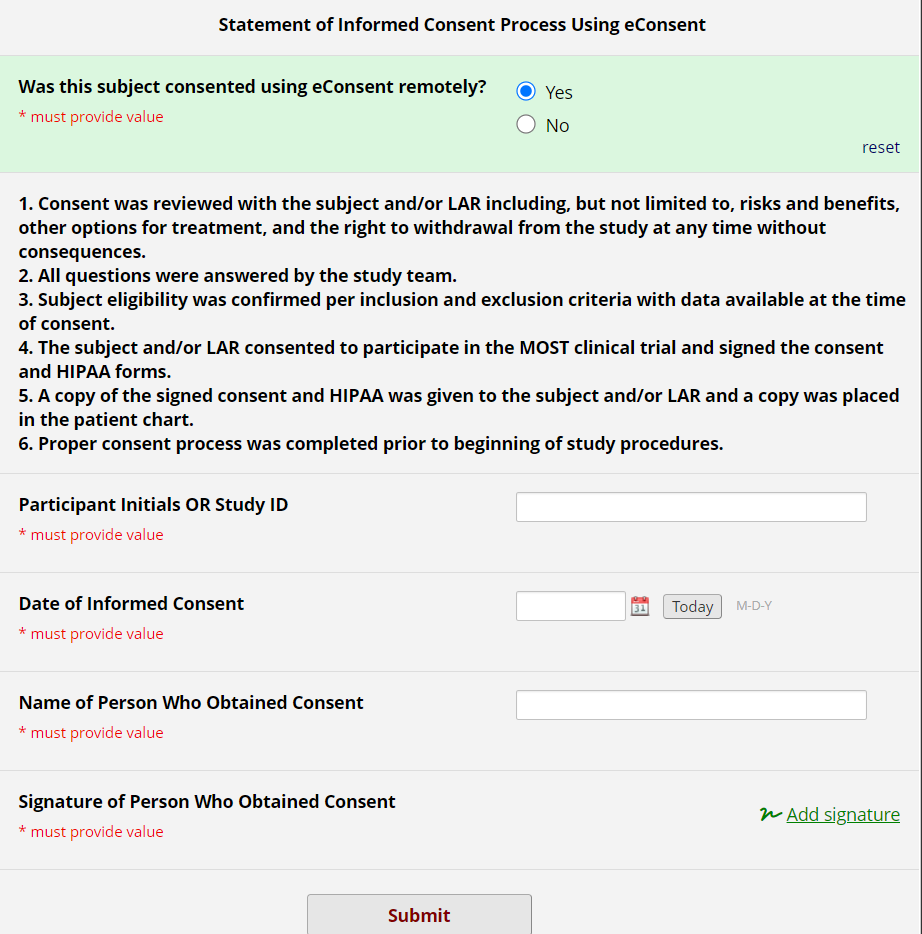 Statement of Informed Consent Process Using eConsent
Was this subject consented using eConsent remotely?
* must provide value
Yes
No
reset
1. Consent was reviewed with the subject and/or LAR including, but not limited to, risks and benefits,
other options for treatment, and the right to withdrawal from the study at any time without
consequences.
2. All questions were answered by the study team.
3. Subject eligibility was confirmed per inclusion and exclusion criteria with data available at the time
of consent.
4. The subject and/or LAR consented to participate in the MOST clinical trial and signed the consent
and HIPAA forms.
5. A copy of the signed consent and HIPAA was given to the subject and/or LAR and a copy was placed
in the patient chart.
6. Proper consent process was completed prior to beginning of study procedures.
Participant Initials OR Study ID
* must provide value
Date of Informed Consent
31
Today
M-D-Y
* must provide value
Name of Person Who Obtained Consent
* must provide value
Signature of Person Who Obtained Consent
* must provide value
Add signature
Submit